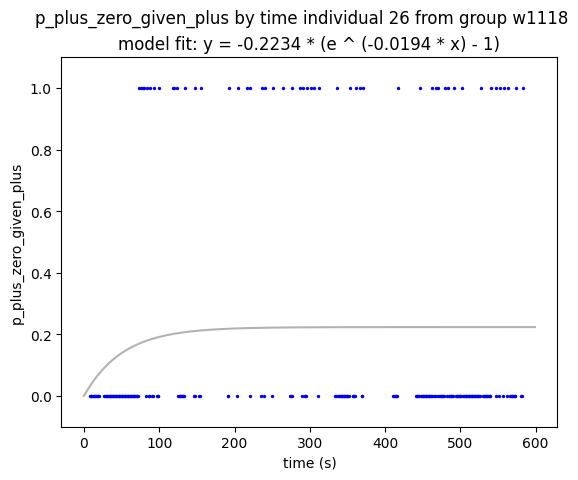 p_plus_zero_given_plus by time individual 26 from group w1118
model fit: y = -0.2234 * (e ^ (-0.0194 * x) - 1)
p_plus_zero_given_plus
1.0
0.8
0.6
0.4
0.2
0.0
0 100 200 300 400 500 600
time (s)